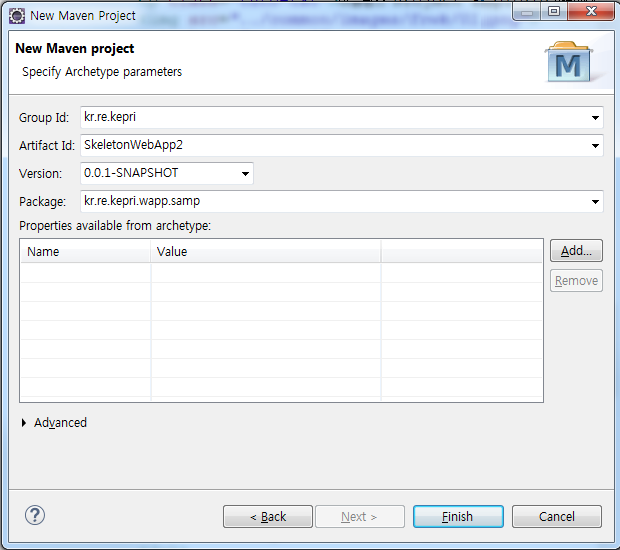 New Maven Project
New Maven project
Specify Archetype parameters
M
Group Id: kr.re.kepri
Artifact Id: SkeletonWebApp2
Version: 0.0.1-SNAPSHOT
Package: kr.re.kepri.wapp.samp
Properties available from archetype:
Name Value
Add...
Remove
Advanced
? < Back Next > Finish Cancel